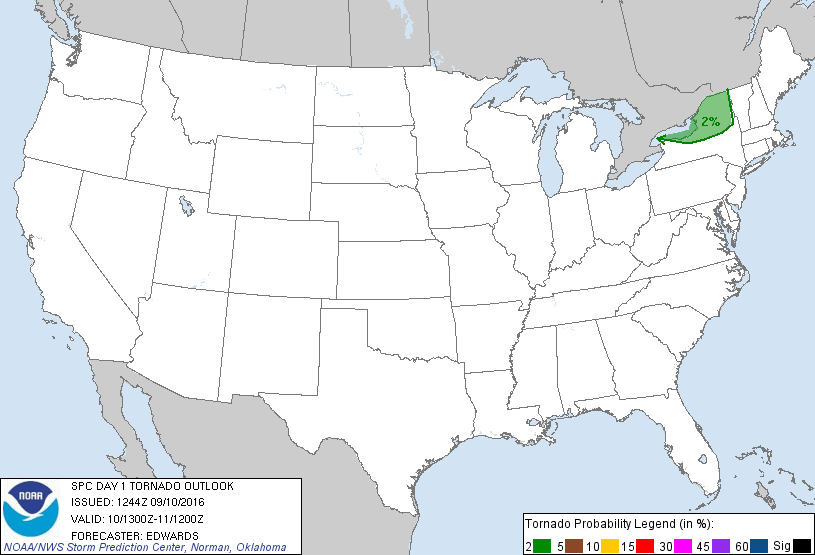 2%
SPC DAY 1 TORNADO OUTLOOK
ISSUED: 1244Z 09/10/2016
VALID: 10/1300Z-11/1200Z
FORECASTER: EDWARDS
NOAA/NWS Storm Prediction Center, Norman, Oklahoma
NOAA
Tornado Probability Legend (in %):
2 5 10 15 30 45 60 Sig